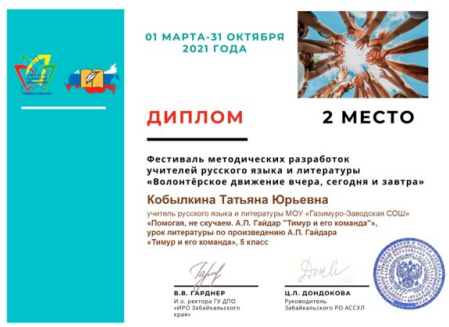 01 МАРТА-31 ОКТЯБРЯ
2021 ГОДА
ДИПЛОМ
2 МЕСТО
Фестиваль методических разработок
учителей русского языка и литературы
«Волонтёрское движение вчера, сегодня и завтра»
Кобылкина Татьяна Юрьевна
учитель русского языка и литературы МОУ «Газимуро-Заводская СОШ»
«Помогая, не скучаем. А.П. Гайдар "Тимур и его команда"»,
урок литературы по произведению А.П. Гайдара
«Тимур и его команда», 5 класс
В.В. ГАРДНЕР
И.о. ректора ГУ ДПО
«ИРО Забайкальского
края»
Ц.Л. ДОНДОКОВА
Руководитель
Забайкальского РО АССУЛ